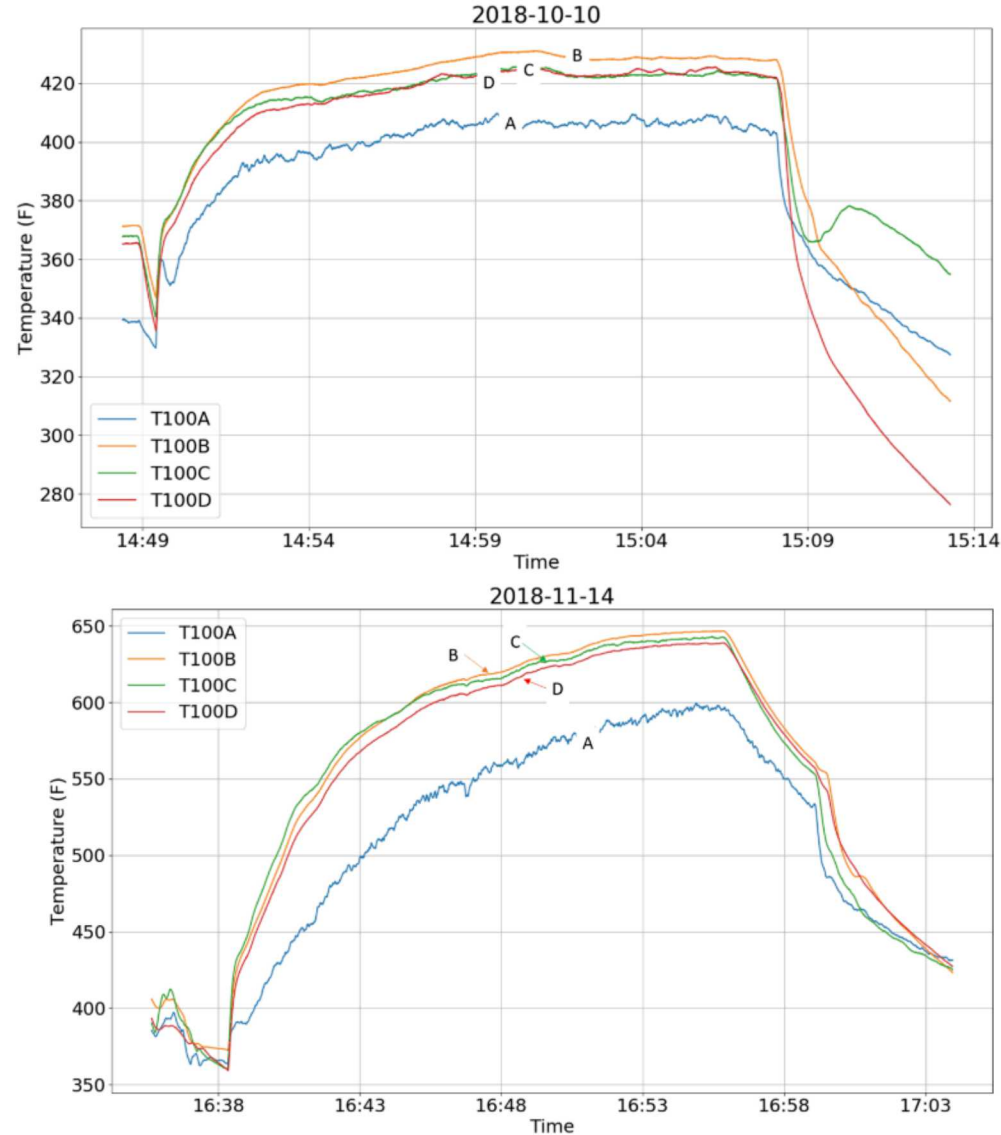 2018-10-10
420
400
380
360
340
320
300
280
Temperature (F)
B
C
D
A
T100A
T100B
T100C
T100D
14:49 14:54 14:59 15:04 15:09 15:14
Time
2018-11-14
650
600
550
500
450
400
350
Temperature (F)
T100A
T100B
T100C
T100D
C
B
D
A
16:38 16:43 16:48 16:53 16:58 17:03
Time